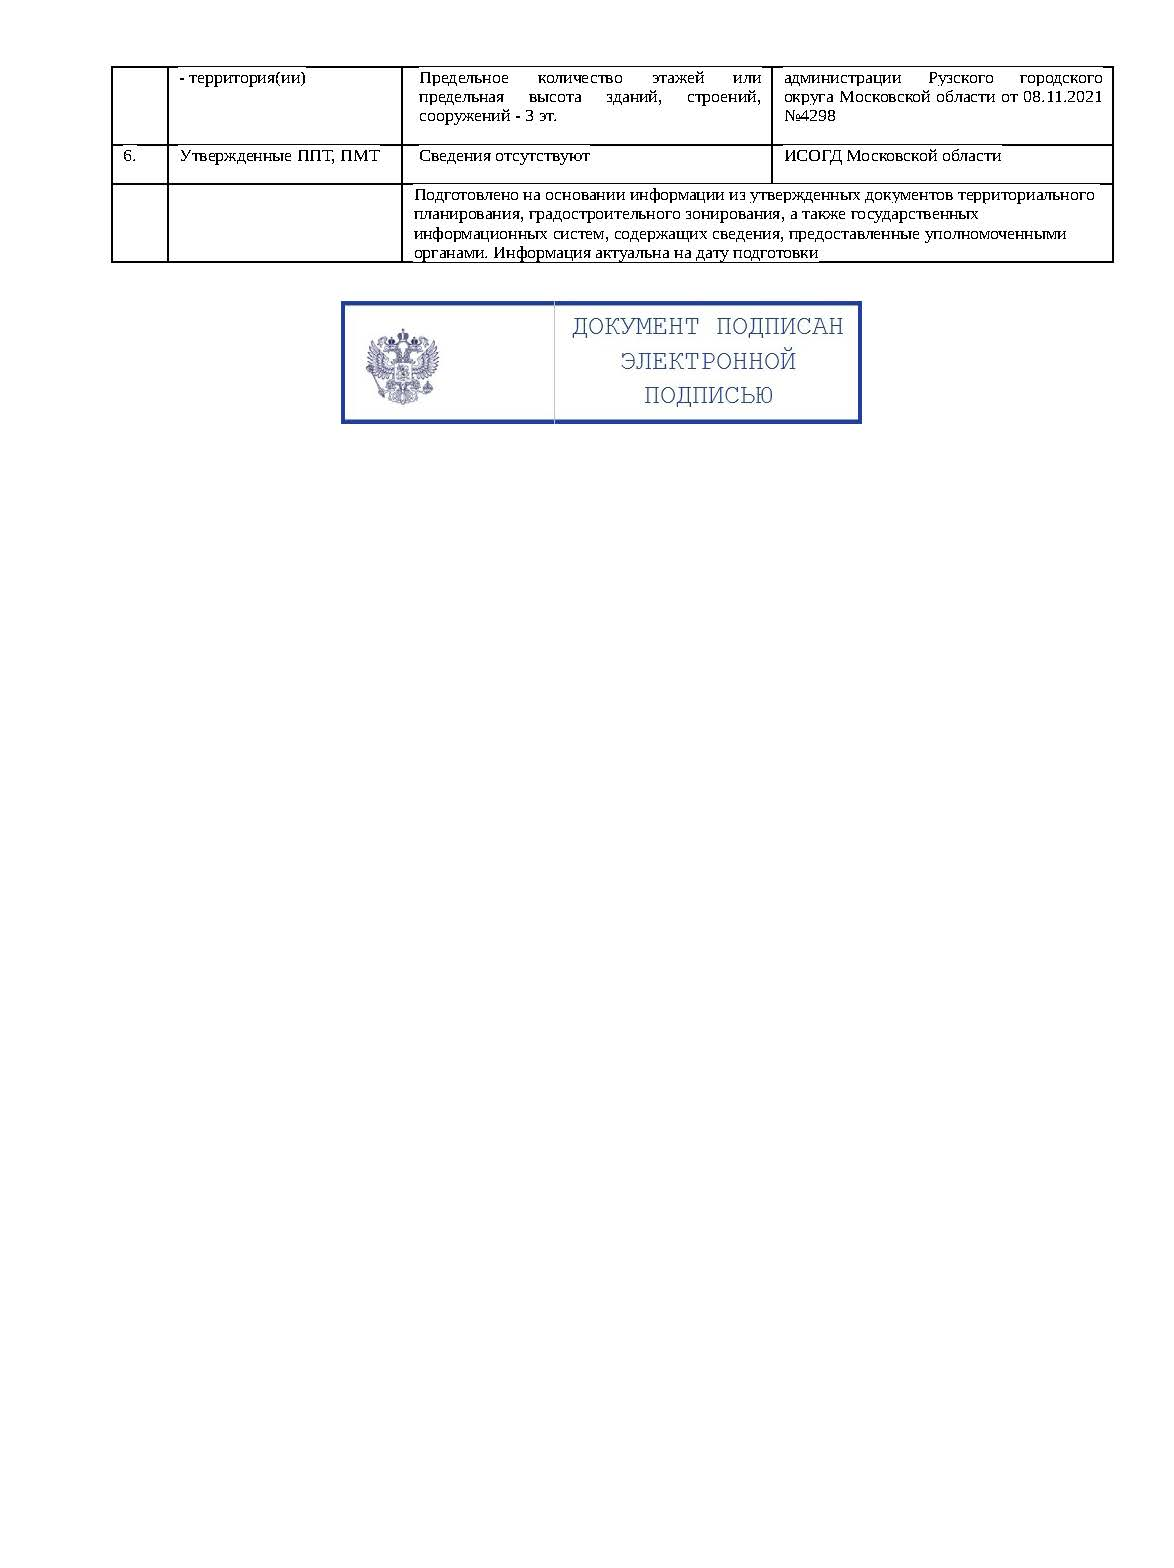 - территория(ии)
Предельное количество этажей или
предельная высота зданий, строений,
сооружений - 3 эт.
администрации Рузского городского
округа Московской области от 08.11.2021
№4298
6.
Утвержденные ППТ, ПМТ
Сведения отсутствуют
ИСОГД Московской области
Подготовлено на основании информации из утвержденных документов территориального
планирования, градостроительного зонирования, а также государственных
информационных систем, содержащих сведения, предоставленные уполномоченными
органами. Информация актуальна на дату подготовки
ДОКУМЕНТ ПОДПИСАН
ЭЛЕКТРОННОЙ
ПОДПИСЬЮ